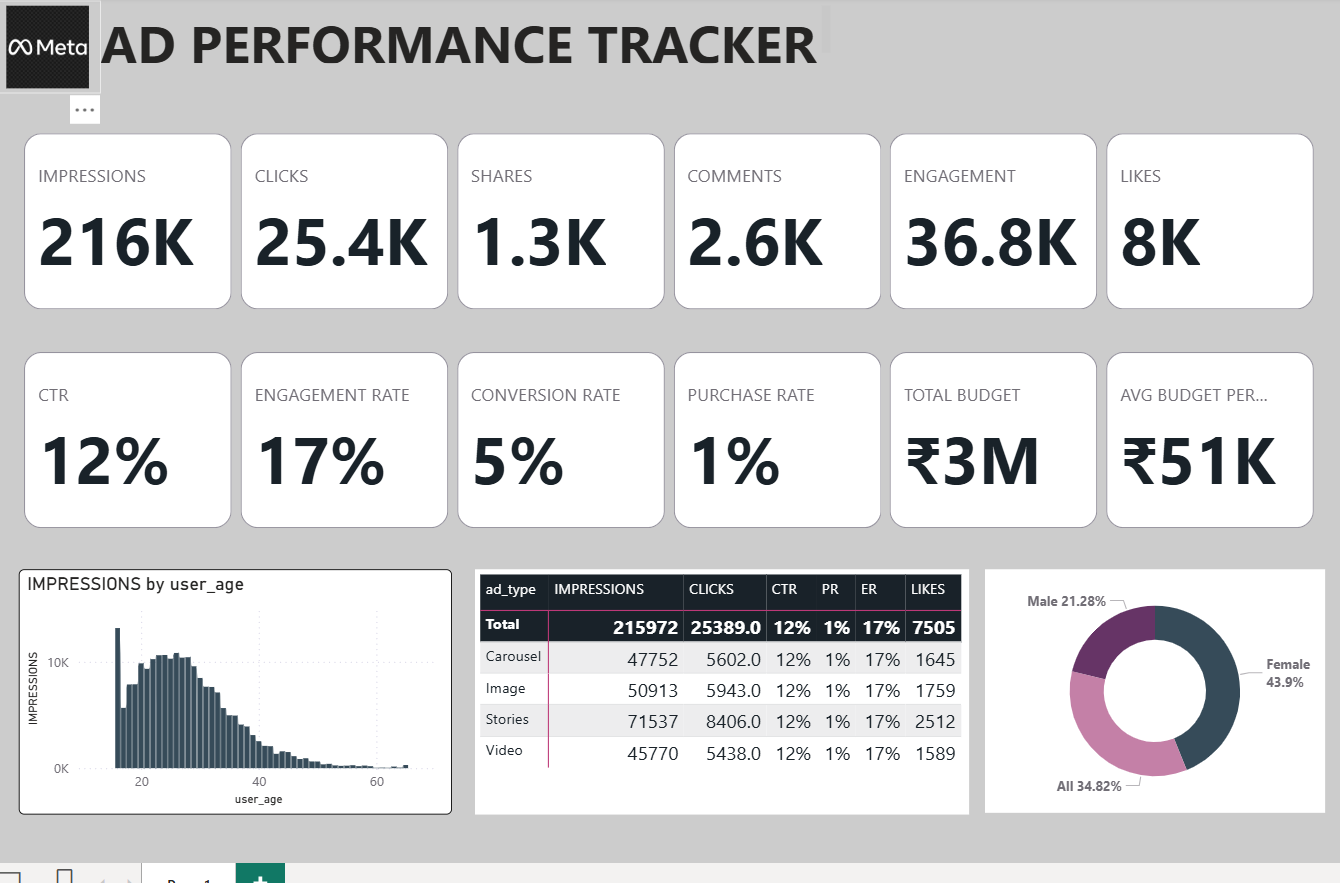 Meta
AD PERFORMANCE TRACKER
IMPRESSIONS
216K
CLICKS
25.4K
SHARES
1.3K
COMMENTS
2.6K
ENGAGEMENT
36.8K
LIKES
8K
CTR
12%
ENGAGEMENT RATE
17%
CONVERSION RATE
5%
PURCHASE RATE
1%
TOTAL BUDGET
₹3M
AVG BUDGET PER...
₹51K
IMPRESSIONS by user_age
IMPRESSIONS
10K
0K
20 40 60
user_age
ad_type IMPRESSIONS CLICKS CTR PR ER LIKES
Total 215972 25389.0 12% 1% 17% 7505
Carousel 47752 5602.0 12% 1% 17% 1645
Image 50913 5943.0 12% 1% 17% 1759
Stories 71537 8406.0 12% 1% 17% 2512
Video 45770 5438.0 12% 1% 17% 1589
Male 21.28%
Female
43.9%
All 34.82%